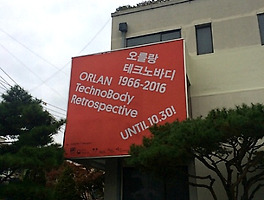 오를랑
테크노바디
ORLAN 1966-2016
TechnoBody
Retrospective
UNTIL 10.30!